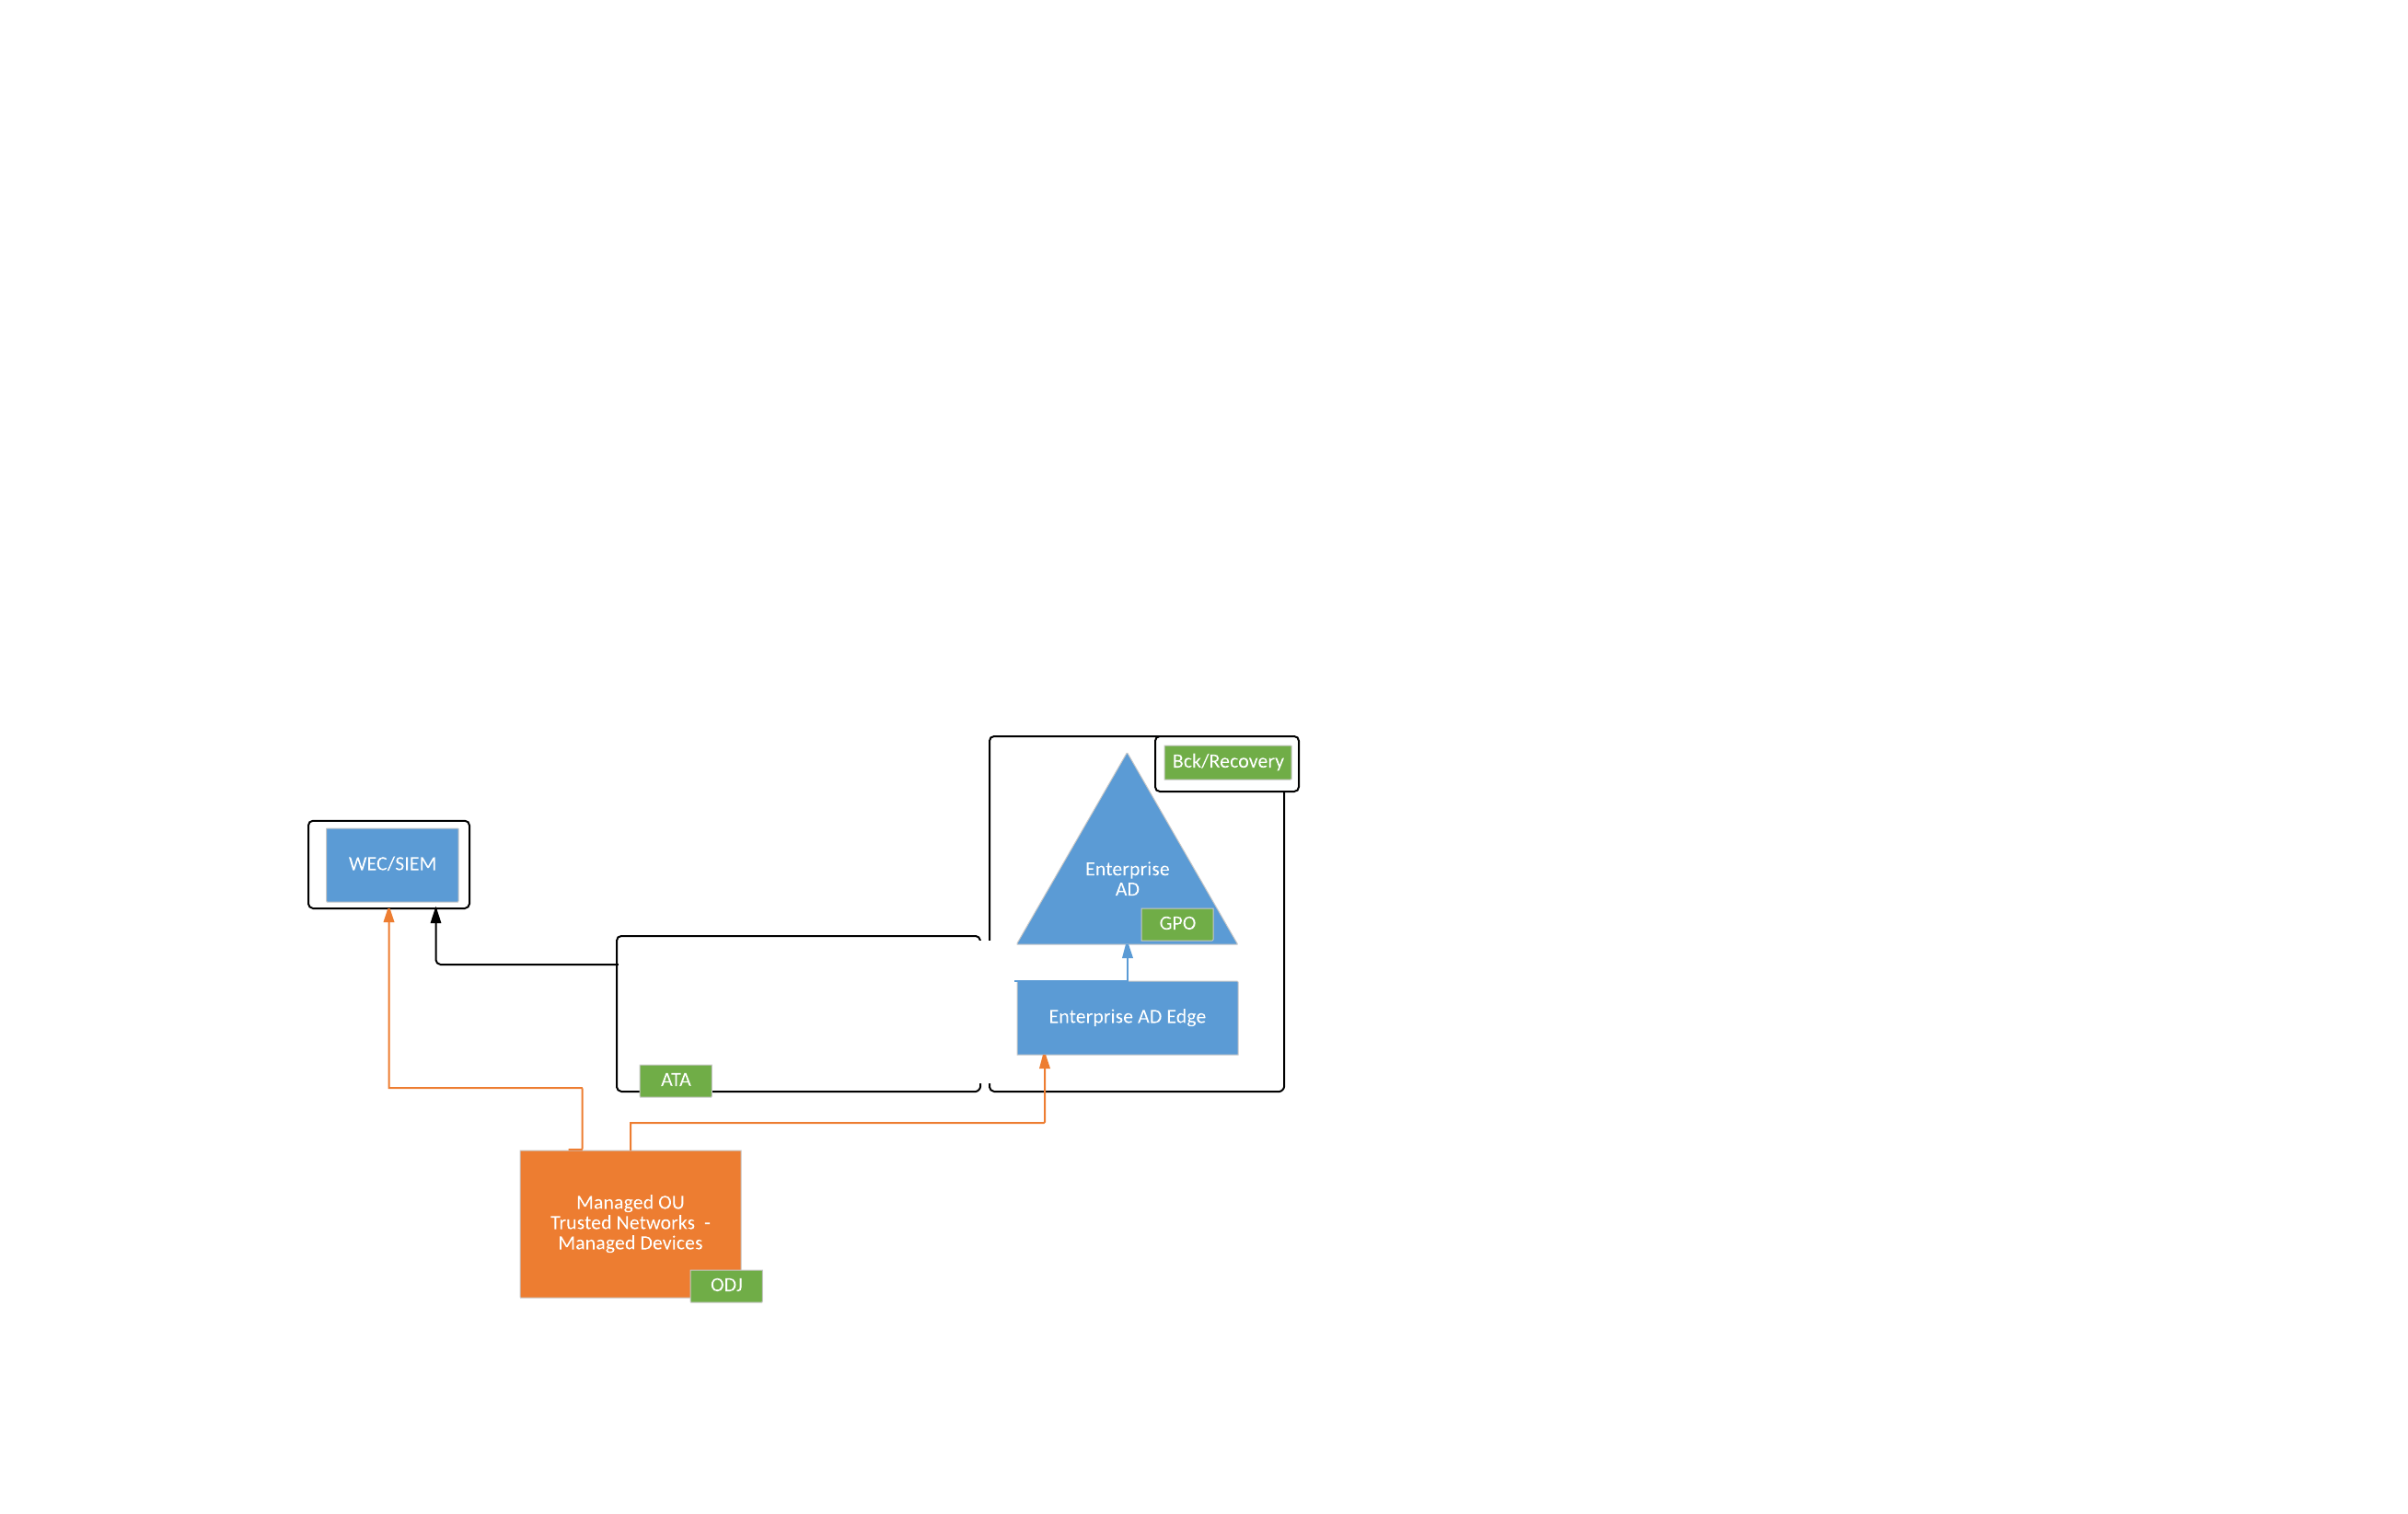 Bck/Recovery
WEC/SIEM
Enterprise
AD
GPO
Enterprise AD Edge
ATA
Managed OU
Trusted Networks  -
Managed Devices
ODJ